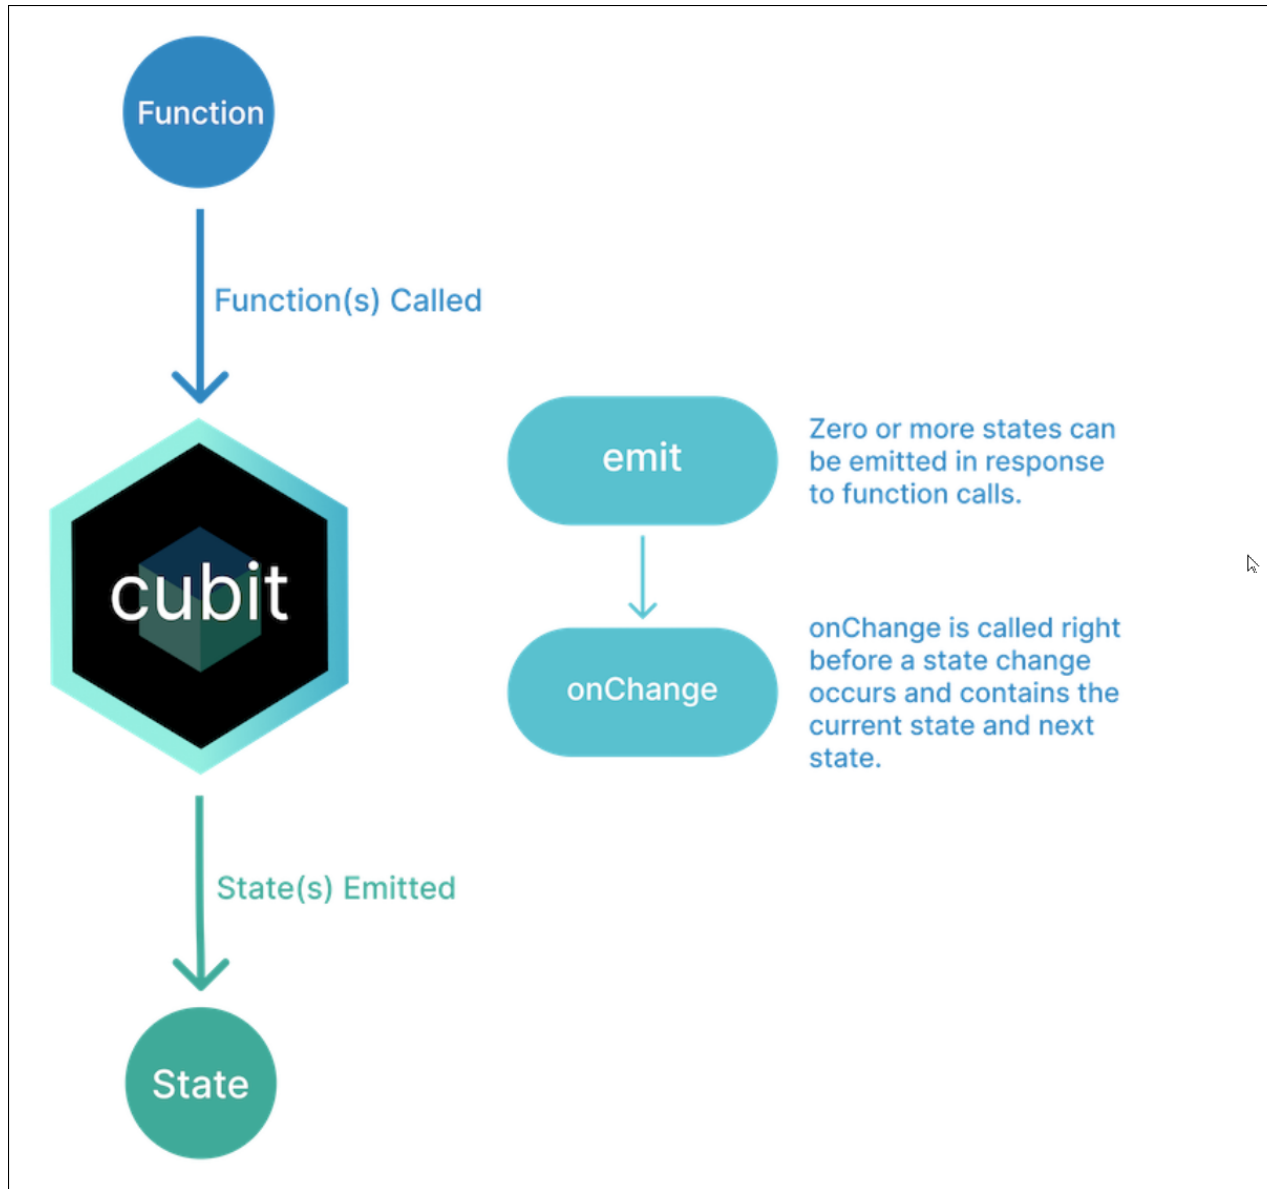 Function
Function(s) Called
cubit
emit
Zero or more states can
be emitted in response
to function calls.
onChange
onChange is called right
before a state change
occurs and contains the
current state and next
state.
State(s) Emitted
State